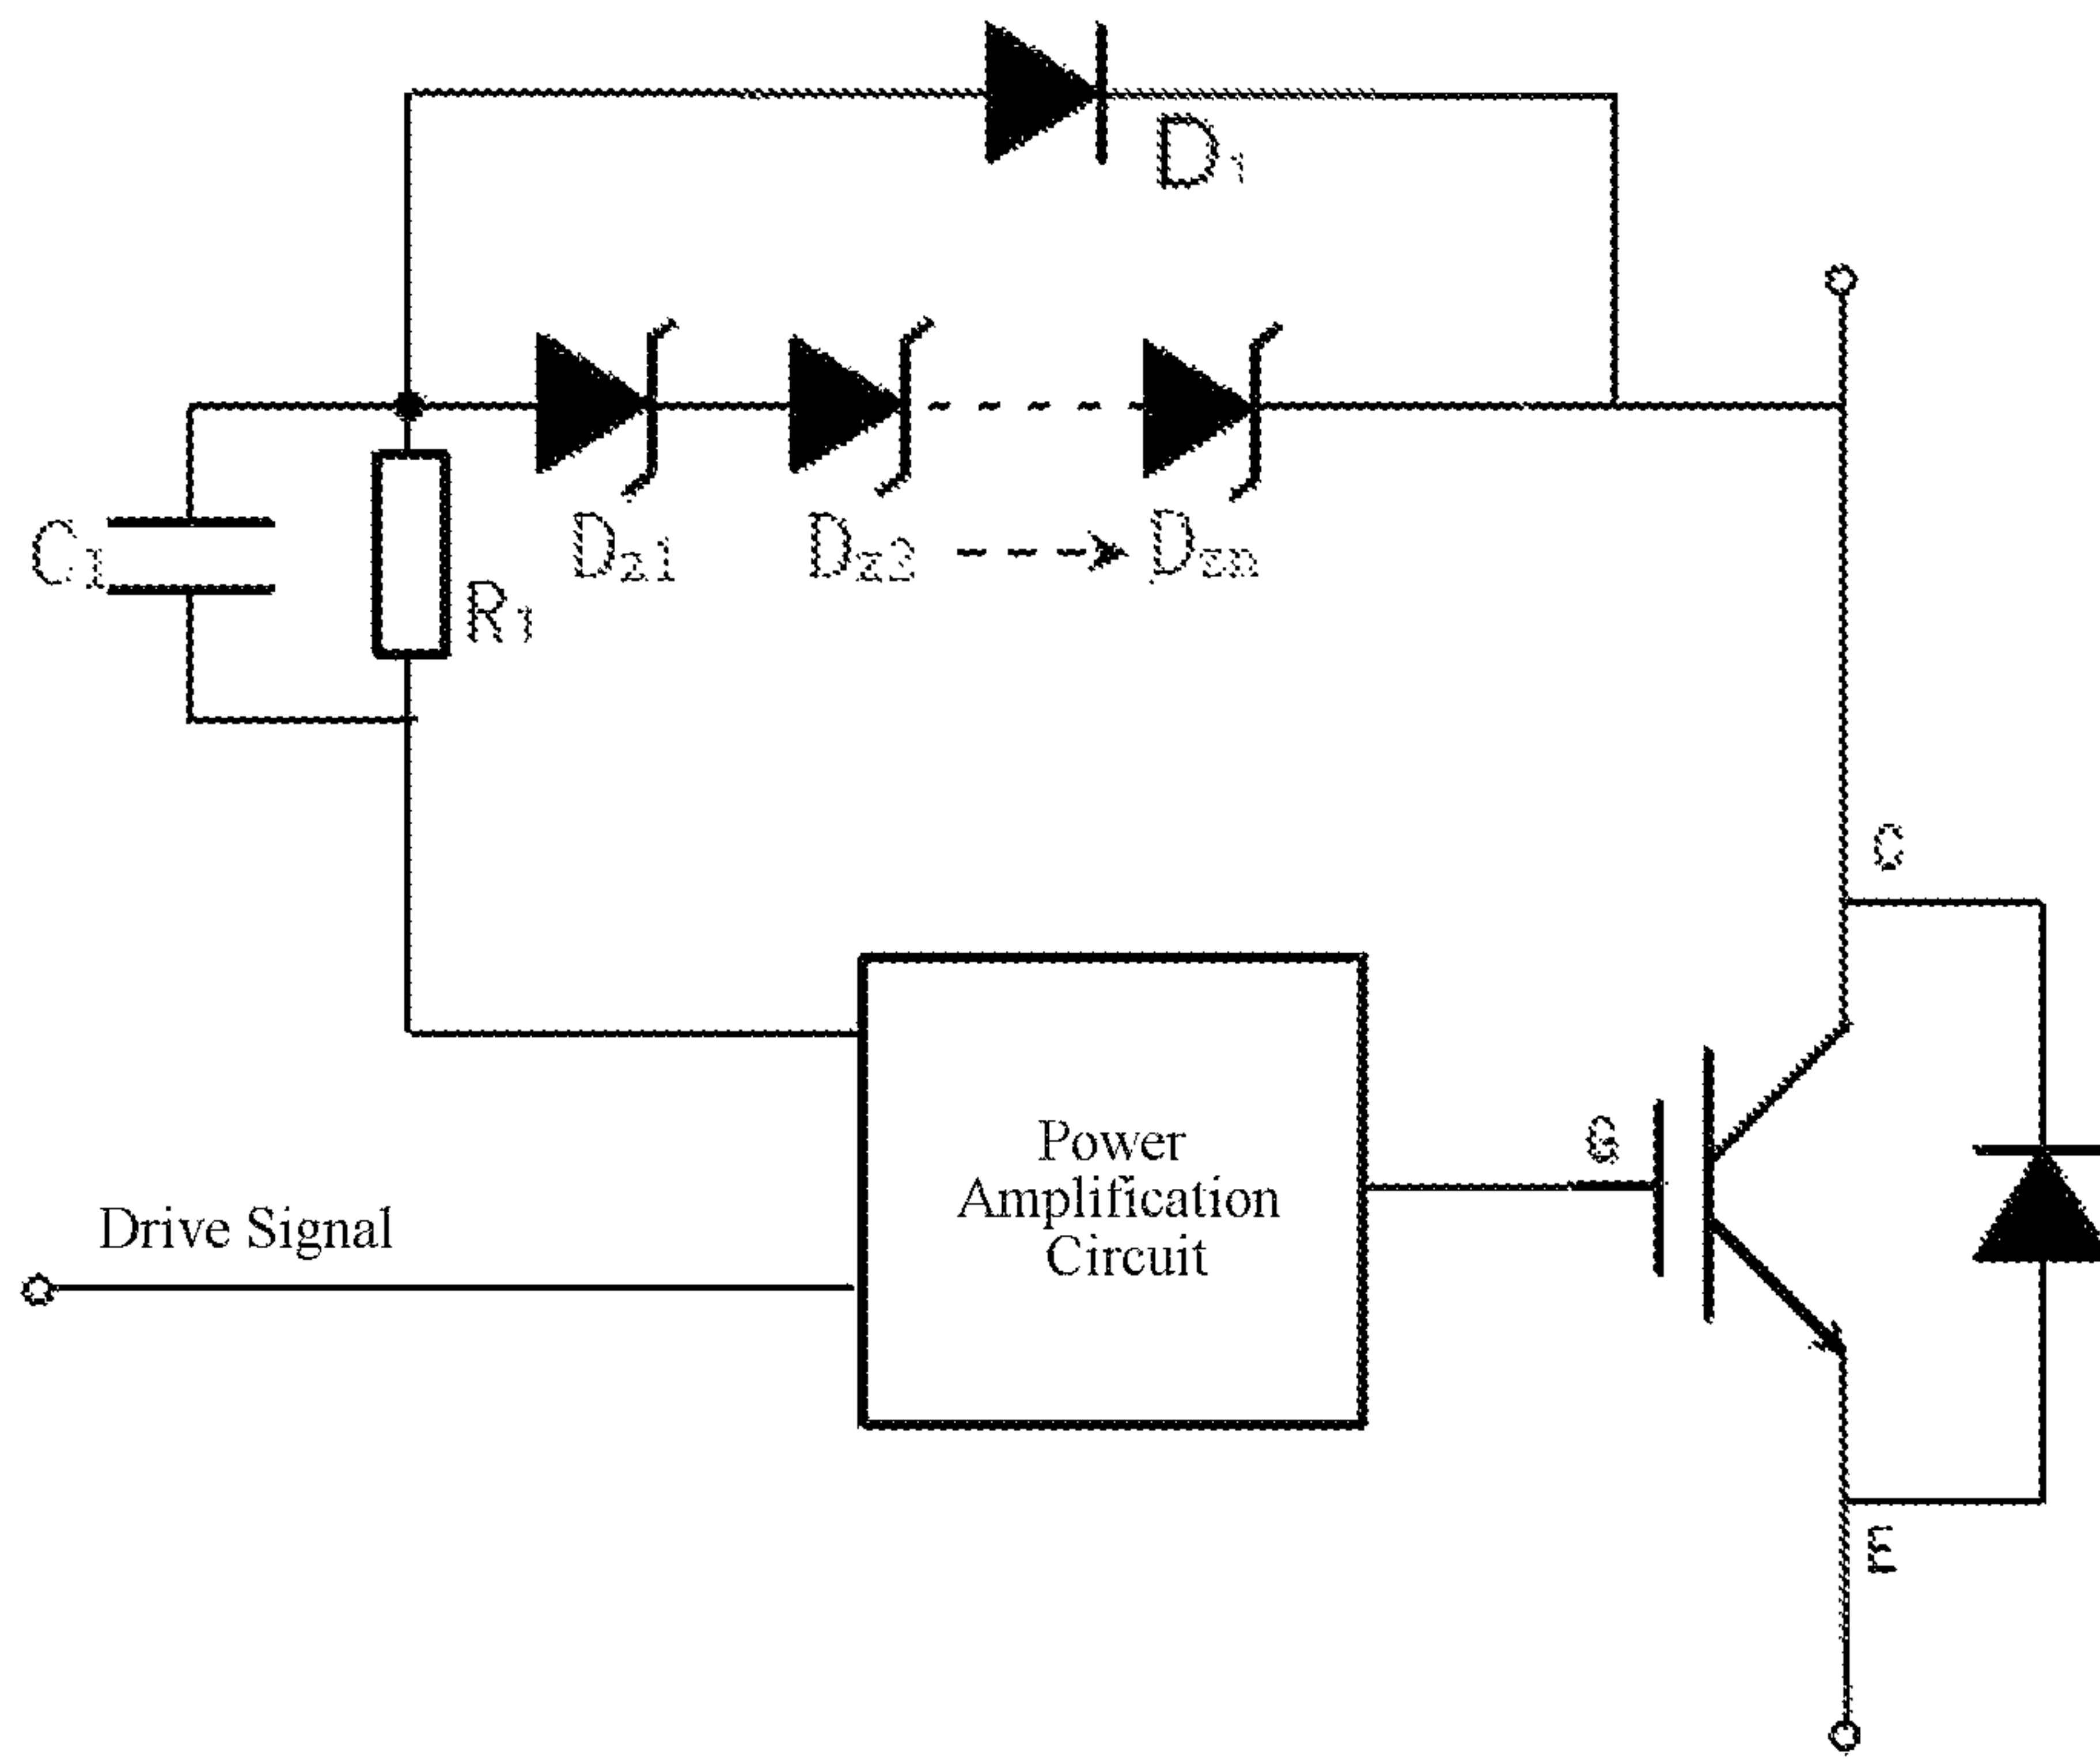 D1
C1
R1
Dz1
Dz2
Dzn
C
Power
Amplification
Circuit
G
Drive Signal
E